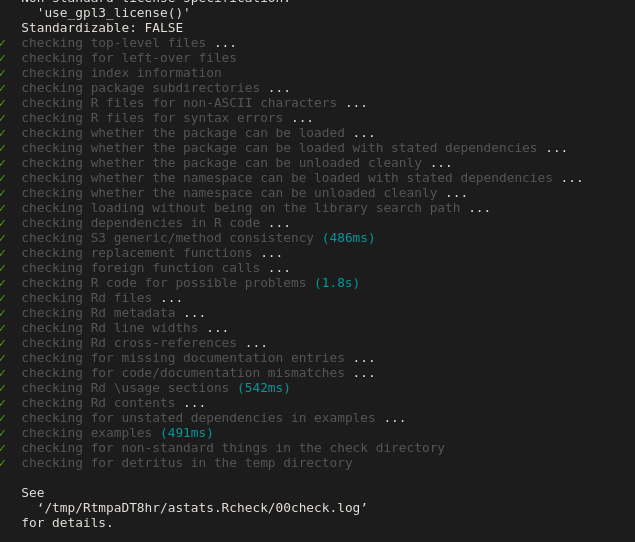 Non-standard license specification:
  'use_gpl3_license()'
Standardizable: FALSE
✓  checking top-level files ...
✓  checking for left-over files
✓  checking index information
✓  checking package subdirectories ...
✓  checking R files for non-ASCII characters ...
✓  checking R files for syntax errors ...
✓  checking whether the package can be loaded ...
✓  checking whether the package can be loaded with stated dependencies ...
✓  checking whether the package can be unloaded cleanly ...
✓  checking whether the namespace can be loaded with stated dependencies ...
✓  checking whether the namespace can be unloaded cleanly ...
✓  checking loading without being on the library search path ...
✓  checking dependencies in R code ...
✓  checking S3 generic/method consistency (486ms)
✓  checking replacement functions ...
✓  checking foreign function calls ...
✓  checking R code for possible problems (1.8s)
✓  checking Rd files ...
✓  checking Rd metadata ...
✓  checking Rd line widths ...
✓  checking Rd cross-references ...
✓  checking for missing documentation entries ...
✓  checking for code/documentation mismatches ...
✓  checking Rd \usage sections (542ms)
✓  checking Rd contents ...
✓  checking for unstated dependencies in examples ...
✓  checking examples (491ms)
✓  checking for non-standard things in the check directory
✓  checking for detritus in the temp directory
See
  ‘/tmp/RtmpaDT8hr/astats.Rcheck/00check.log’
for details.